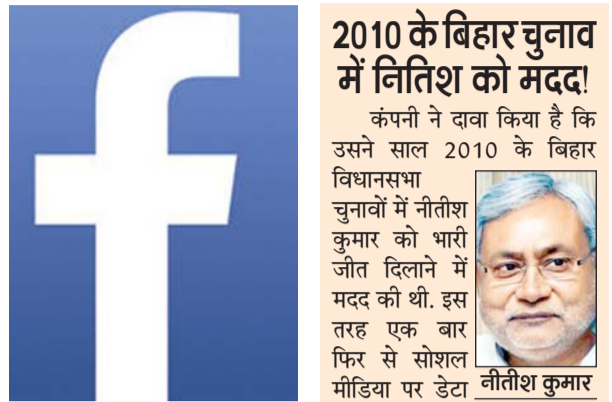 f
2010 के बिहार चुनाव
में नितिश को मदद!
कंपनी ने दावा किया है कि
उसने साल 2010 के बिहार
विधानसभा
चुनावों में नीतीश
कुमार को भारी
जीत दिलाने में
मदद की थी. इस
तरह एक बार
फिर से सोशल
मीडिया पर डेटा
नीतीश कुमार